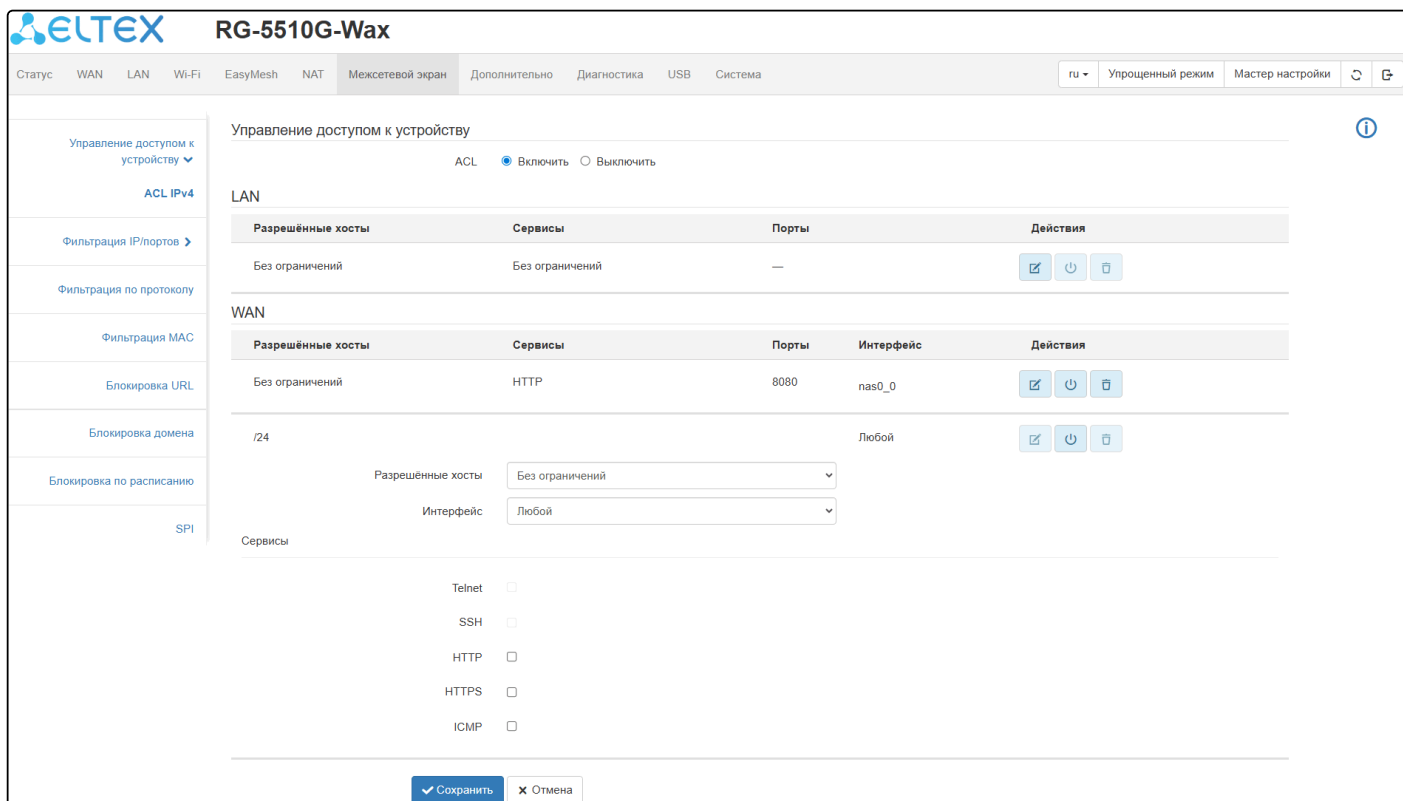 ELTEX RG-5510G-Wax
Статус WAN LAN Wi-Fi EasyMesh NAT Межсетевой экран Дополнительно Диагностика USB Система ru Упрощенный режим Мастер настройки
Управление доступом к
устройству
ACL IPv4
Фильтрация IP/портов
Фильтрация по протоколу
Фильтрация MAC
Блокировка URL
Блокировка домена
Блокировка по расписанию
SPI
Управление доступом к устройству
ACL Включить Выключить
LAN
Разрешённые хосты Сервисы Порты Действия
Без ограничений Без ограничений —
WAN
Разрешённые хосты Сервисы Порты Интерфейс Действия
Без ограничений HTTP 8080 nas0_0
/24 Любой
Разрешённые хосты Без ограничений
Интерфейс Любой
Сервисы
Telnet
SSH
HTTP
HTTPS
ICMP
Сохранить Отмена